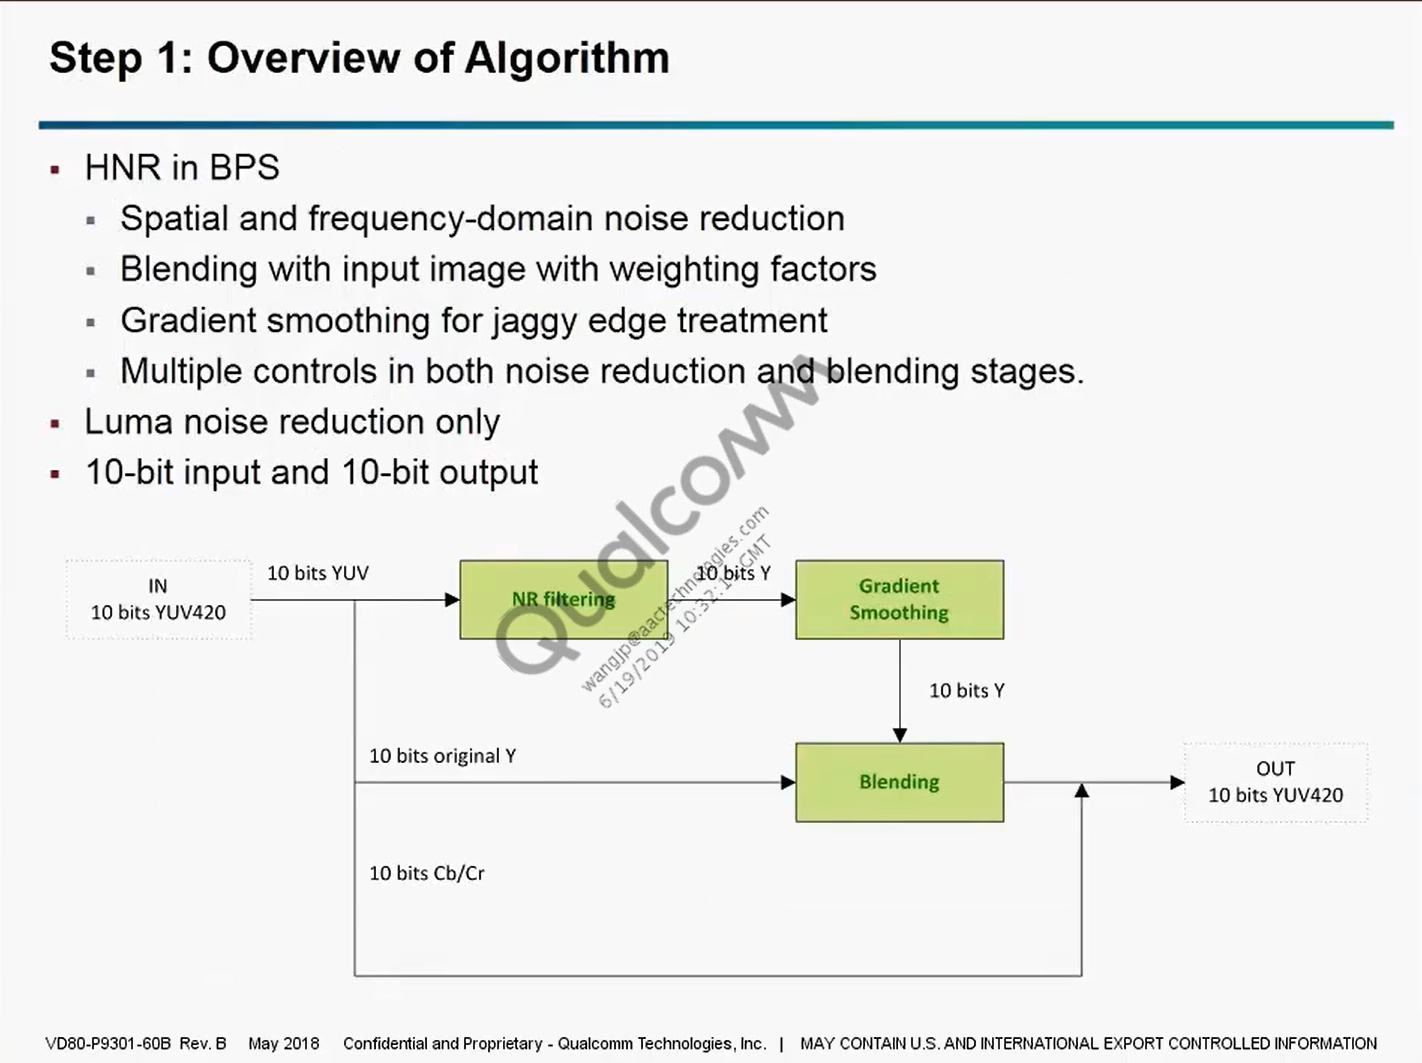 Step 1: Overview of Algorithm
HNR in BPS
Spatial and frequency-domain noise reduction
Blending with input image with weighting factors
Gradient smoothing for jaggy edge treatment
Multiple controls in both noise reduction and blending stages.
Luma noise reduction only
10-bit input and 10-bit output
Qualcomm
wangjp@aactechnologies.com
6/19/2019 10:32:1 GMT
IN
10 bits YUV420
10 bits YUV
NR filtering
10 bits Y
Gradient
Smoothing
10 bits Y
10 bits original Y
Blending
OUT
10 bits YUV420
10 bits Cb/Cr
VD80-P9301-60B Rev. B May 2018 Confidential and Proprietary - Qualcomm Technologies, Inc. | MAY CONTAIN U.S. AND INTERNATIONAL EXPORT CONTROLLED INFORMATION